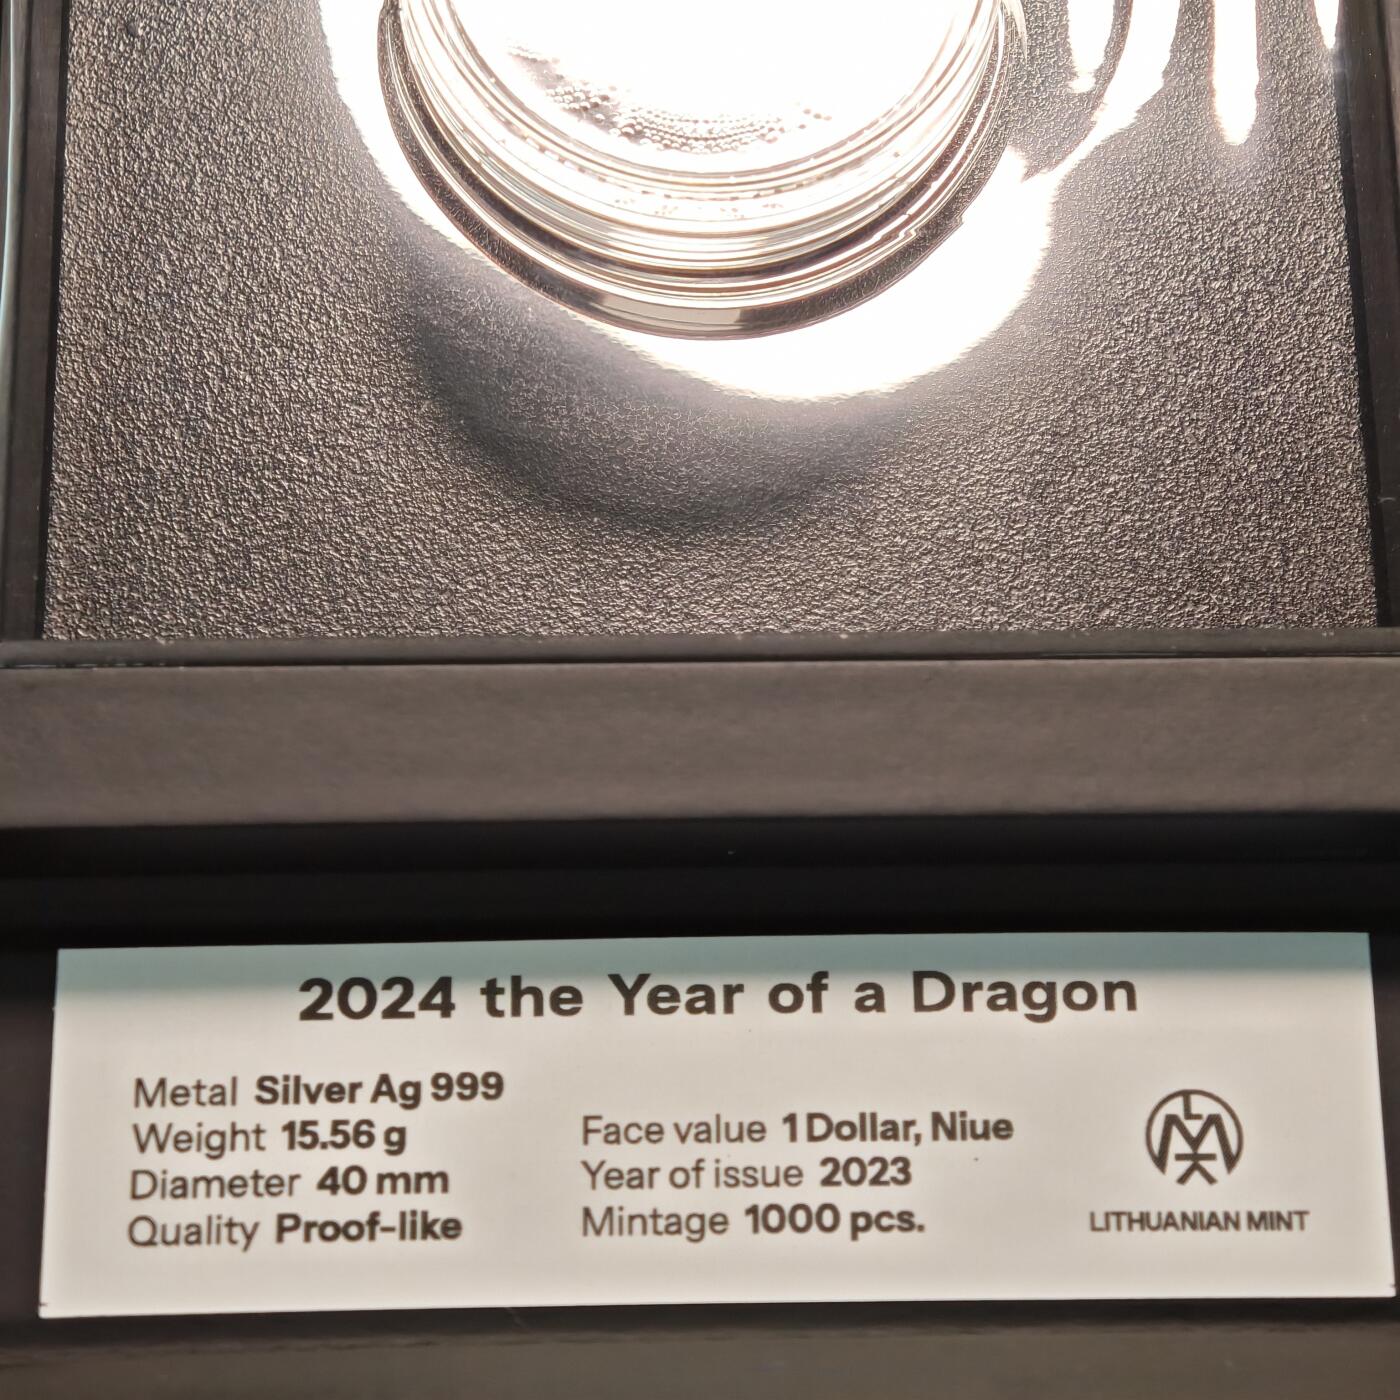 2024 the Year of a Dragon
Metal Silver Ag 999
Weight 15.56 g
Diameter 40 mm
Quality Proof-like
Face value 1 Dollar, Niue
Year of issue 2023
Mintage 1000 pcs.
LITHUANIAN MINT